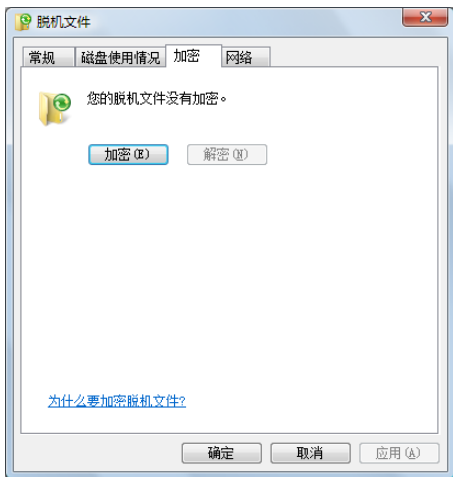 脱机文件
常规 磁盘使用情况 加密 网络
您的脱机文件没有加密。
加密(E) 解密(N)
为什么要加密脱机文件?
确定 取消 应用(A)